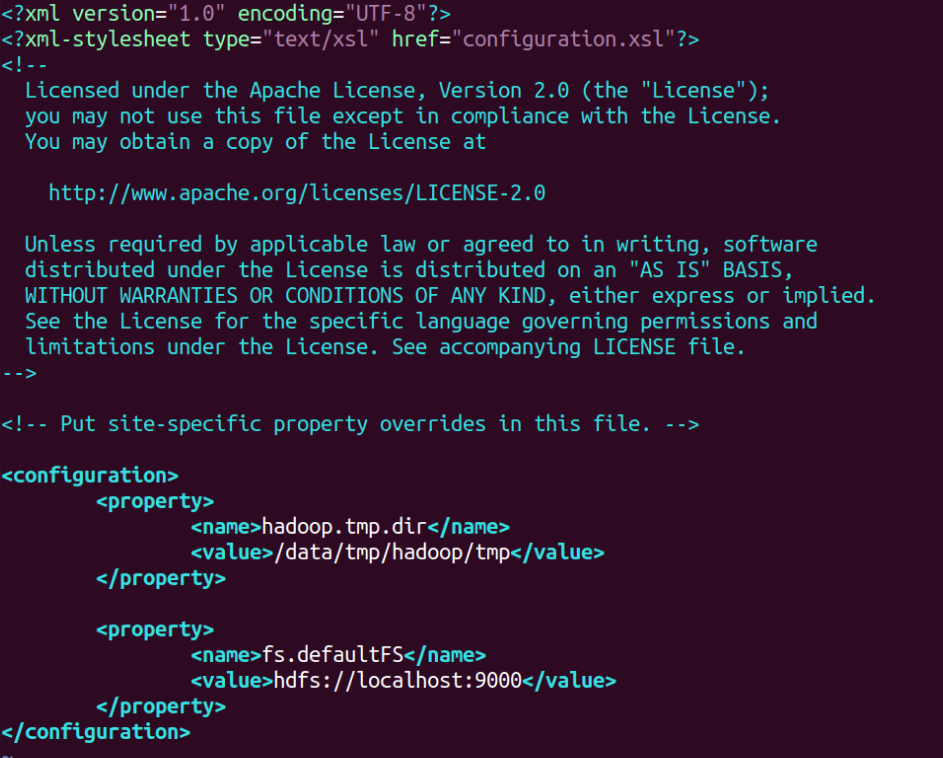 <?xml version="1.0" encoding="UTF-8"?>
<?xml-stylesheet type="text/xsl" href="configuration.xsl"?>
<!--
  Licensed under the Apache License, Version 2.0 (the "License");
  you may not use this file except in compliance with the License.
  You may obtain a copy of the License at

    http://www.apache.org/licenses/LICENSE-2.0

  Unless required by applicable law or agreed to in writing, software
  distributed under the License is distributed on an "AS IS" BASIS,
  WITHOUT WARRANTIES OR CONDITIONS OF ANY KIND, either express or implied.
  See the License for the specific language governing permissions and
  limitations under the License. See accompanying LICENSE file.
-->

<!-- Put site-specific property overrides in this file. -->

<configuration>
        <property>
                <name>hadoop.tmp.dir</name>
                <value>/data/tmp/hadoop/tmp</value>
        </property>

        <property>
                <name>fs.defaultFS</name>
                <value>hdfs://localhost:9000</value>
        </property>
</configuration>
~